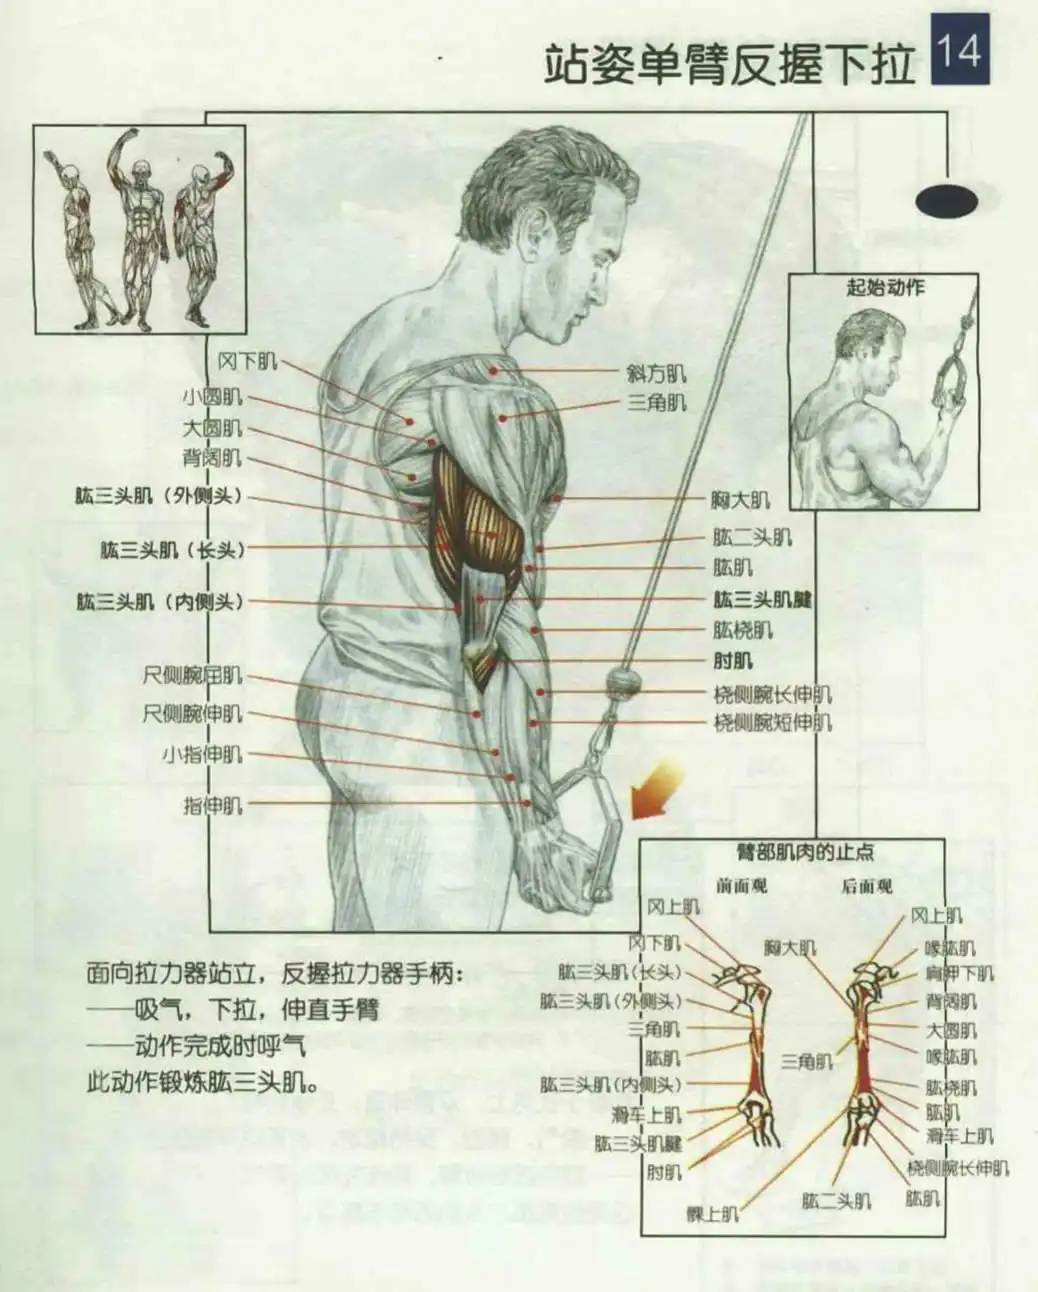 站姿单臂反握下拉
14
起始动作
冈下肌
小圆肌
大圆肌
背阔肌
肱三头肌（外侧头）
肱三头肌（长头）
肱三头肌（内侧头）
尺侧腕屈肌
尺侧腕伸肌
小指伸肌
指伸肌
斜方肌
三角肌
胸大肌
肱二头肌
肱肌
肱三头肌腱
肱桡肌
肘肌
桡侧腕长伸肌
桡侧腕短伸肌
面向拉力器站立，反握拉力器手柄：
——吸气，下拉，伸直手臂
——动作完成时呼气
此动作锻炼肱三头肌。
臂部肌肉的止点
前面观
后面观
冈上肌
冈下肌
肱三头肌（长头）
肱三头肌（外侧头）
三角肌
肱肌
肱三头肌（内侧头）
滑车上肌
肱三头肌腱
肘肌
髁上肌
胸大肌
三角肌
冈上肌
喙肱肌
肩胛下肌
背阔肌
大圆肌
喙肱肌
肱桡肌
肱肌
滑车上肌
桡侧腕长伸肌
肱肌
肱二头肌